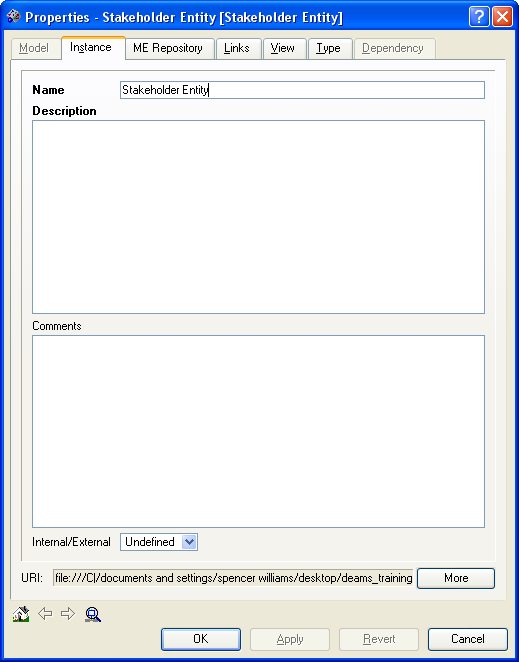 Properties - Stakeholder Entity [Stakeholder Entity]
Model Instance ME Repository Links View Type Dependency
Name Stakeholder Entity
Description
Comments
Internal/External Undefined
URI: file:///C|/documents and settings/spencer williams/desktop/deams_training More
OK Apply Revert Cancel